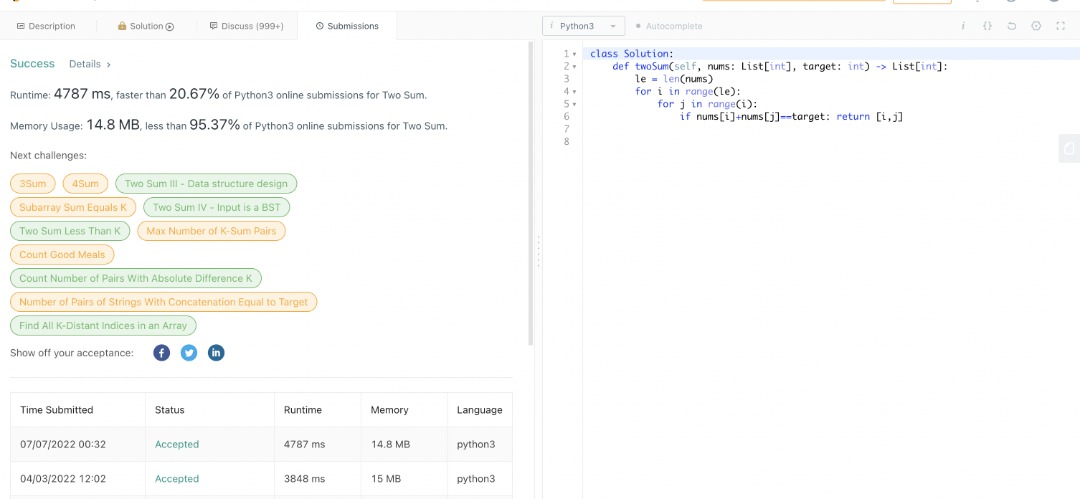 Description Solution Discuss (999+) Submissions
Python3 Autocomplete i {}
Success Details ›
Runtime: 4787 ms, faster than 20.67% of Python3 online submissions for Two Sum.
Memory Usage: 14.8 MB, less than 95.37% of Python3 online submissions for Two Sum.
Next challenges:
3Sum 4Sum Two Sum III - Data structure design
Subarray Sum Equals K Two Sum IV - Input is a BST
Two Sum Less Than K Max Number of K-Sum Pairs
Count Good Meals
Count Number of Pairs With Absolute Difference K
Number of Pairs of Strings With Concatenation Equal to Target
Find All K-Distant Indices in an Array
Show off your acceptance: f in
Time Submitted Status Runtime Memory Language
07/07/2022 00:32 Accepted 4787 ms 14.8 MB python3
04/03/2022 12:02 Accepted 3848 ms 15 MB python3
1 class Solution:
2 def twoSum(self, nums: List[int], target: int) -> List[int]:
3 le = len(nums)
4 for i in range(le):
5 for j in range(i):
6 if nums[i]+nums[j]==target: return [i,j]
7
8